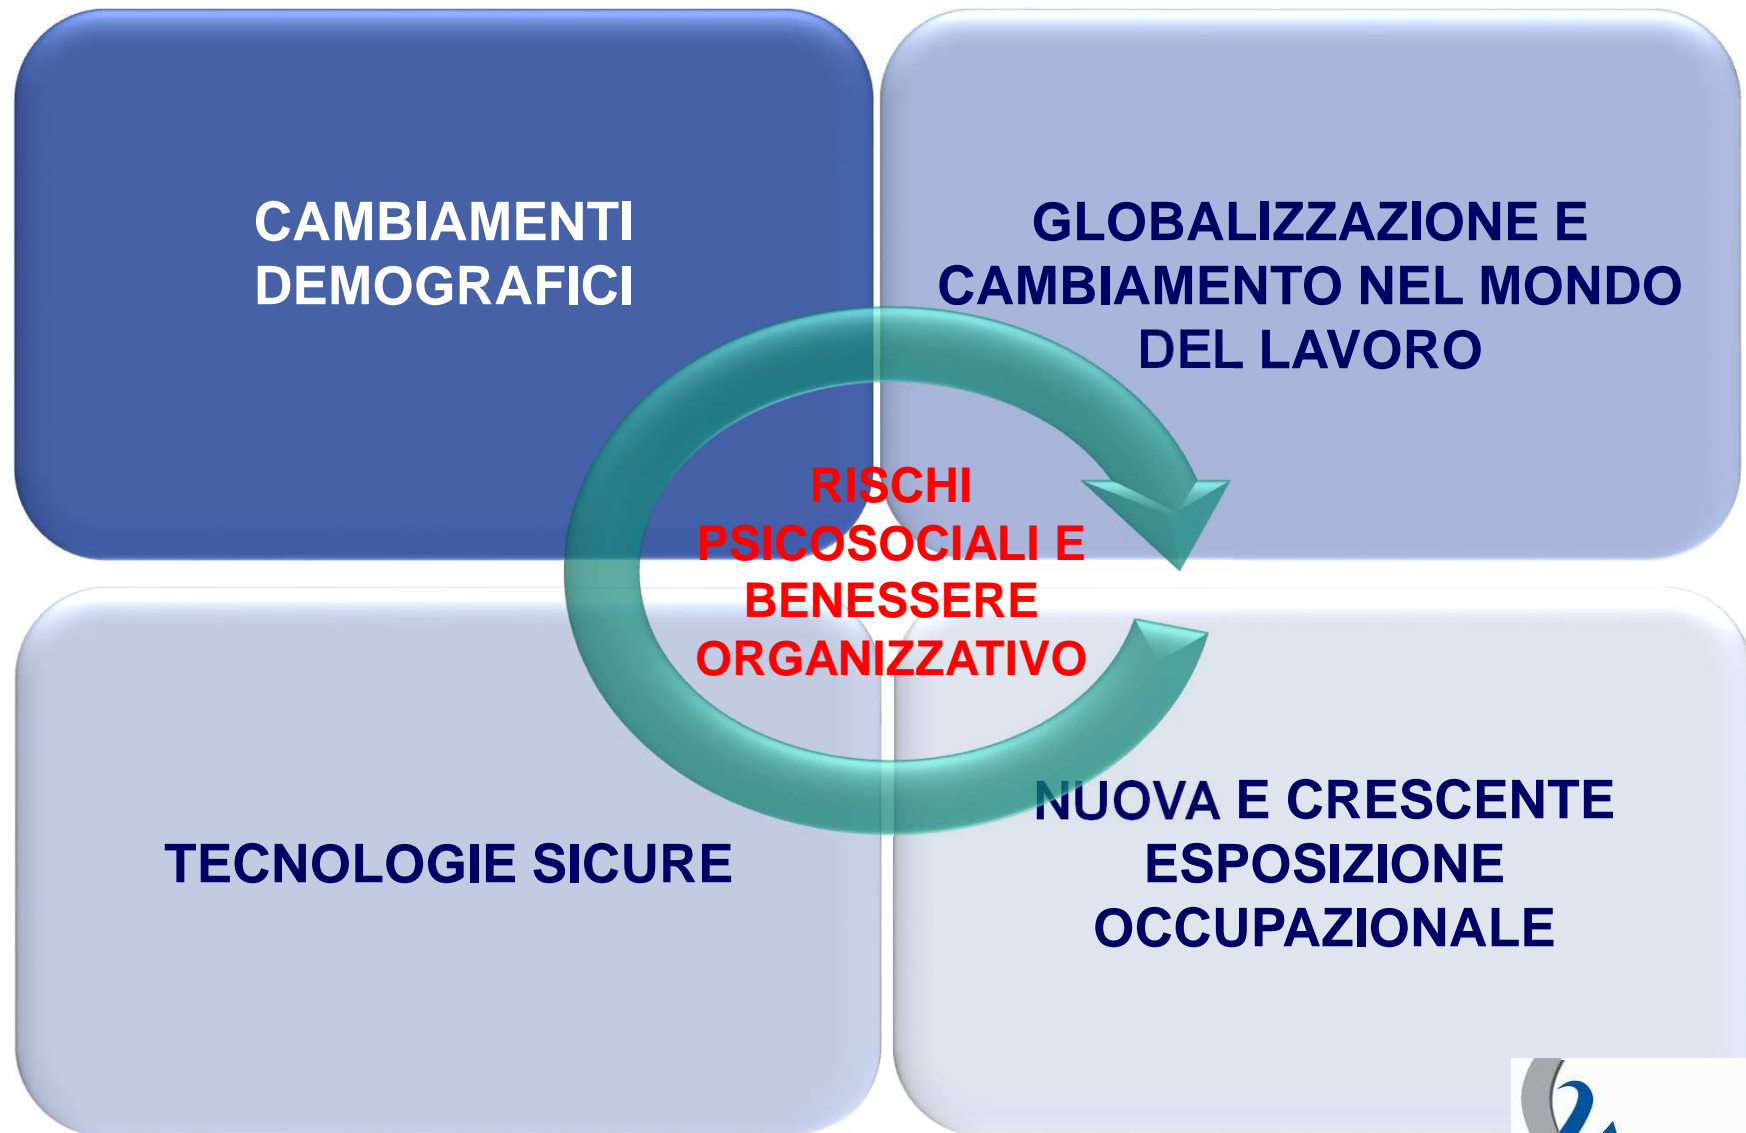 CAMBIAMENTI
DEMOGRAFICI
GLOBALIZZAZIONE E
CAMBIAMENTO NEL MONDO
DEL LAVORO
RISCHI
PSICOSOCIALI E
BENESSERE
ORGANIZZATIVO
TECNOLOGIE SICURE
NUOVA E CRESCENTE
ESPOSIZIONE
OCCUPAZIONALE